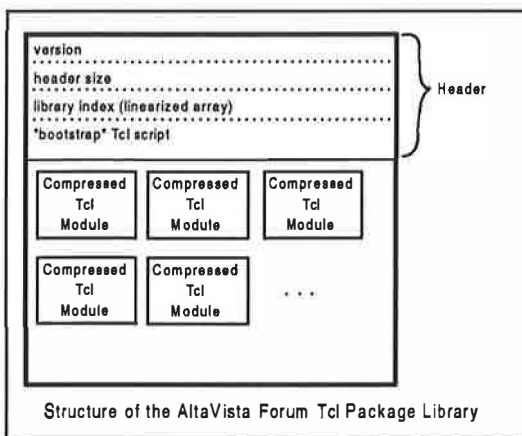 version
header size
library index (linearized array)
"bootstrap" Tcl script
Header
Compressed Tcl Module
Compressed Tcl Module
Compressed Tcl Module
Compressed Tcl Module
Compressed Tcl Module
...
Structure of the AltaVista Forum Tcl Package Library